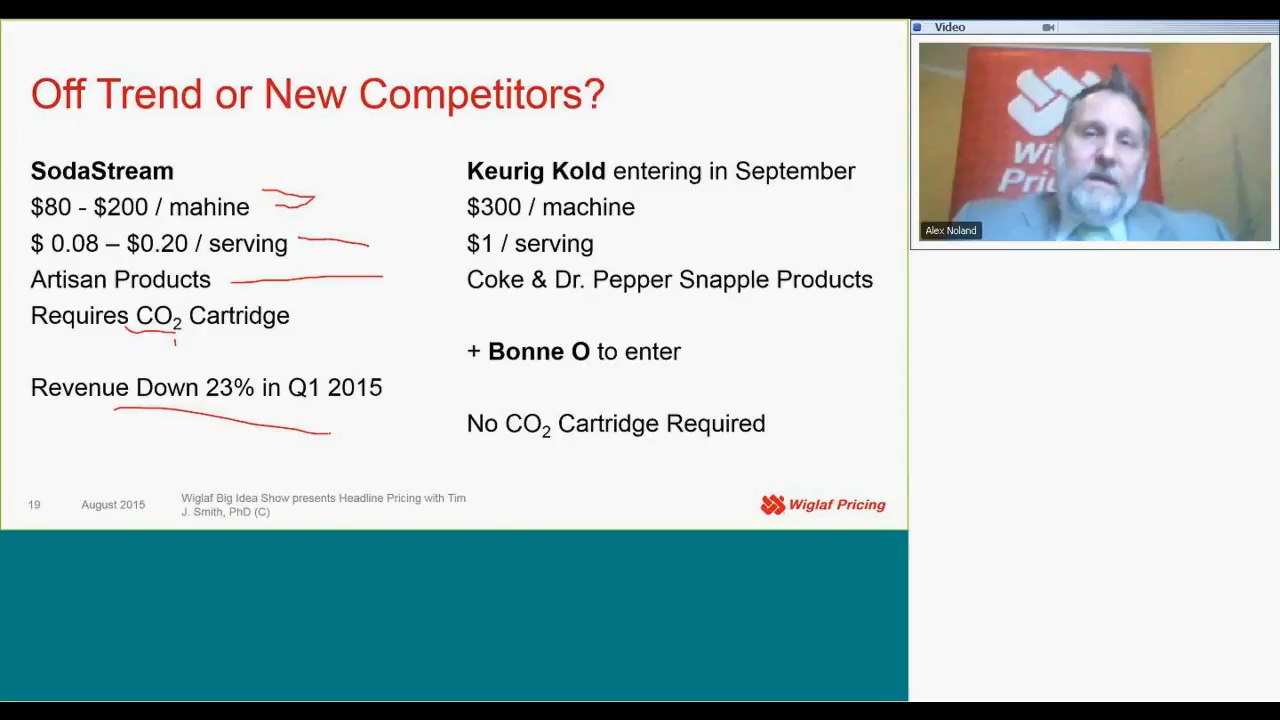 Off Trend or New Competitors?
SodaStream
$80 - $200 / mahine
$ 0.08 – $0.20 / serving
Artisan Products
Requires CO₂ Cartridge
Revenue Down 23% in Q1 2015
Keurig Kold entering in September
$300 / machine
$1 / serving
Coke & Dr. Pepper Snapple Products
+ Bonne O to enter
No CO₂ Cartridge Required
19
August 2015
Wiglaf Big Idea Show presents Headline Pricing with Tim
J. Smith, PhD (C)
Wiglaf Pricing
Video
Wi
Pric
Alex Noland